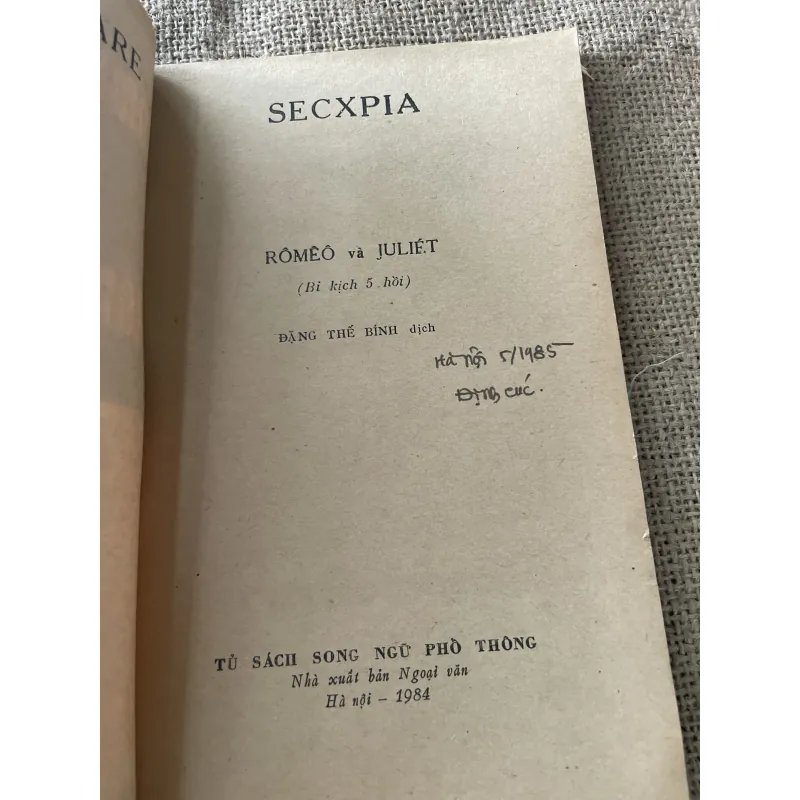 ARE
SECXPIA
RÔMÊÔ và JULIÉT
(Bi kịch 5 hồi)
ĐẶNG THẾ BÍNH dịch
Hà Nội 5/1985
TỦ SÁCH SONG NGỮ PHỔ THÔNG
Nhà xuất bản Ngoại văn
Hà nội - 1984